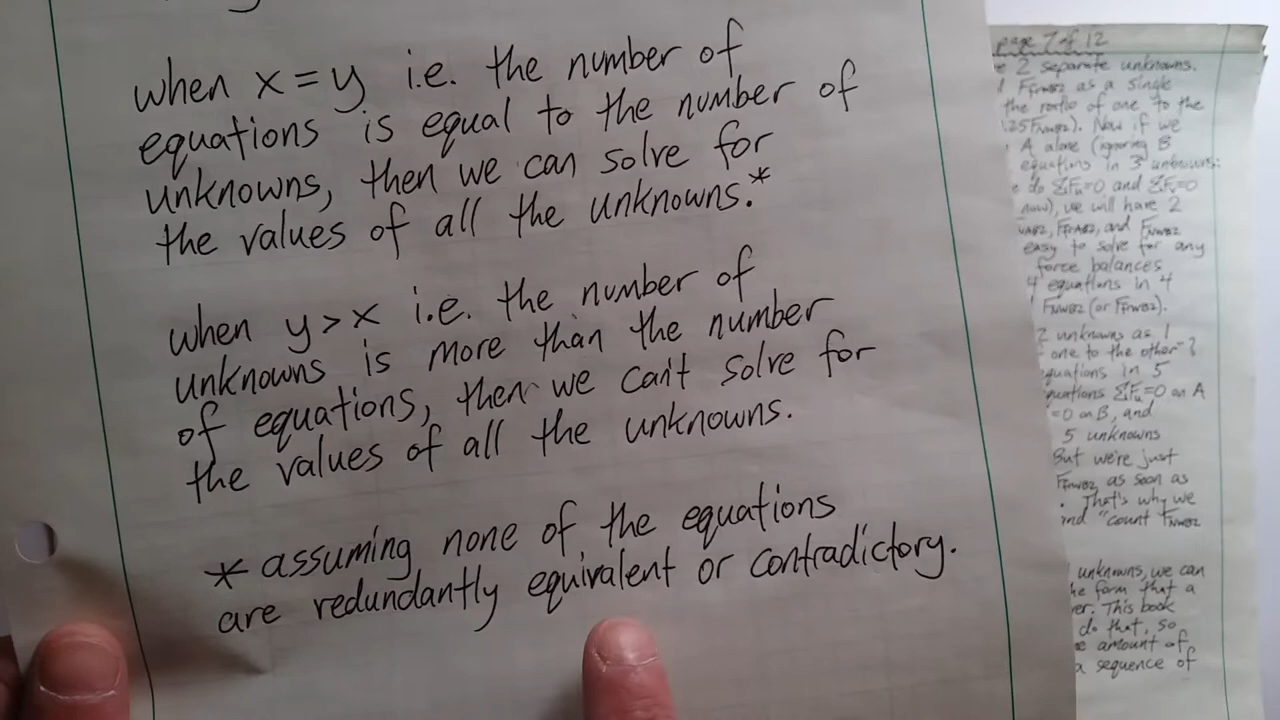 when x = y i.e. the number of
equations is equal to the number of
unknowns, then we can solve for
the values of all the unknowns.*
when y > x i.e. the number of
unknowns is more than the number
of equations, then we can't solve for
the values of all the unknowns.
* assuming none of the equations
are redundantly equivalent or contradictory.
page 7 of 12
2 separate unknowns.
as a single
the ratio of one to the
Now if we
A alone (ignoring B
equations in 3 unknowns:
do ΣFx=0 and ΣFy=0
now), we will have 2
and
easy to solve for any
force balances
4 equations in 4
2 unknowns as 1
one to the other"?
equations in 5
equations on A
=0 on B, and
5 unknowns
But we're just
as soon as
. That's why we
and "count
unknowns, we can
he form that a
er. This book
do that, so
e amount of
a sequence of